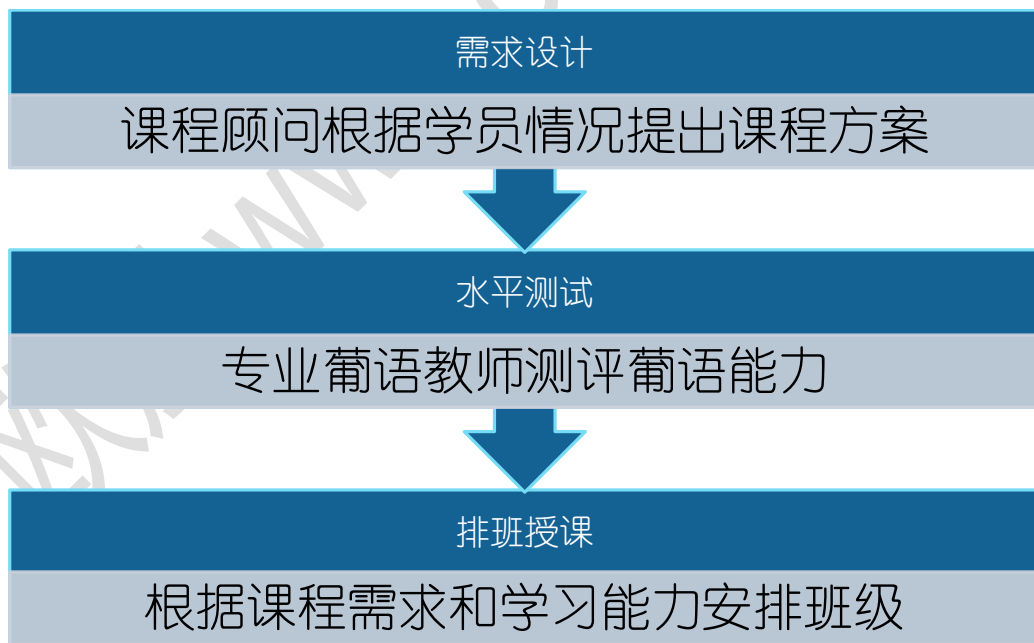 需求设计
课程顾问根据学员情况提出课程方案
水平测试
专业葡语教师测评葡语能力
排班授课
根据课程需求和学习能力安排班级